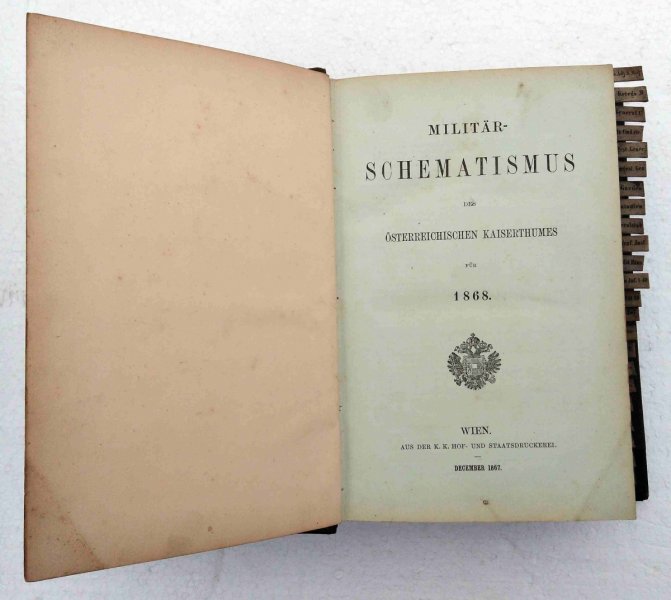 MILITÄR-
SCHEMATISMUS
DES
ÖSTERREICHISCHEN KAISERTHUMES
FÜR
1868.
WIEN.
AUS DER K. K. HOF- UND STAATSDRUCKEREI.
DECEMBER 1867.